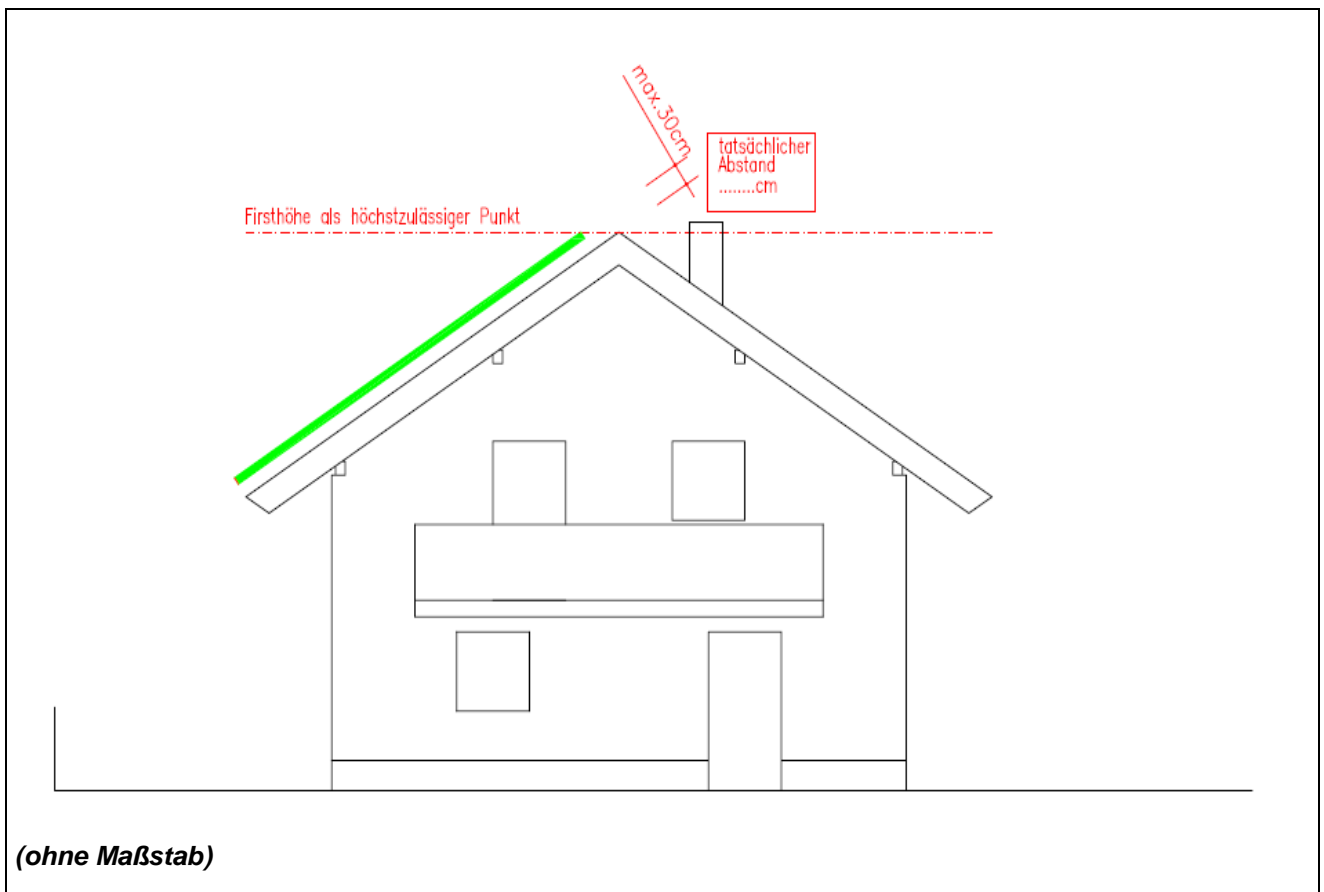 max.30cm
tatsächlicher
Abstand
........cm
Firsthöhe als höchstzulässiger Punkt
(ohne Maßstab)